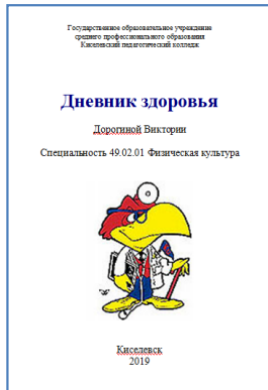 Государственное образовательное учреждение
среднего профессионального образования
Киселевский педагогический колледж
Дневник здоровья
Дорогиной Виктории
Специальность 49.02.01 Физическая культура
Киселевск
2019